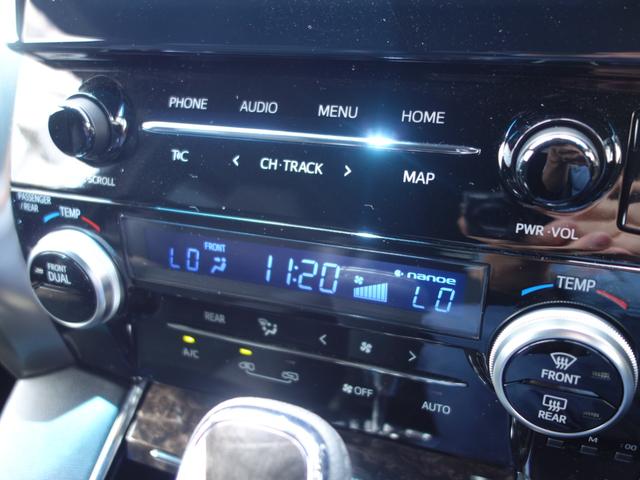 PHONE AUDIO MENU HOME
SCROLL T&C < CH·TRACK > MAP
PWR·VOL
PASSENGER
/REAR TEMP
FRONT
DUAL
LO FRONT 11:20 nanoe LO
TEMP
REAR
A/C
OFF AUTO
FRONT
REAR
M :00